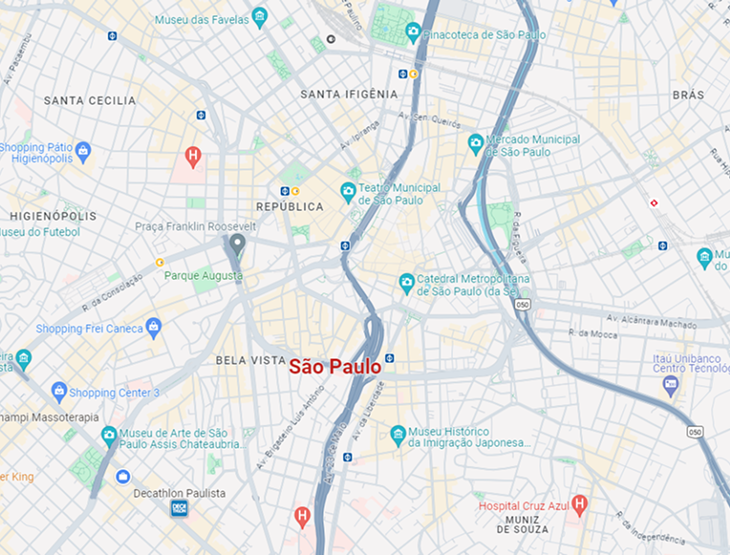 Museu das Favelas
Pinacoteca de São Paulo
Av. Pacaembu
SANTA CECILIA
SANTA IFIGÊNIA
BRÁS
Av. Sen. Queirós
Av. Ipiranga
Shopping Pátio
Higienópolis
H
Mercado Municipal
de São Paulo
Teatro Municipal
de São Paulo
REPÚBLICA
HIGIENÓPOLIS
Museu do Futebol
Praça Franklin Roosevelt
R. da Figueira
Parque Augusta
R. da Consolação
Catedral Metropolitana
de São Paulo (da Sé)
050
Av. Alcântara Machado
R. da Mooca
Shopping Frei Caneca
BELA VISTA
São Paulo
Itaú Unibanco
Centro Tecnológ
Shopping 3
Center 3
Av. Brigadeiro Luís Antônio
Av. da Liberdade
hampi Massoterapia
Museu de Arte de São
Paulo Assis Chateaubria...
Museu Histórico
da Imigração Japonesa...
050
er King
Decathlon Paulista
H
Hospital Cruz Azul
H
MUNIZ
DE SOUZA
R. da Independência